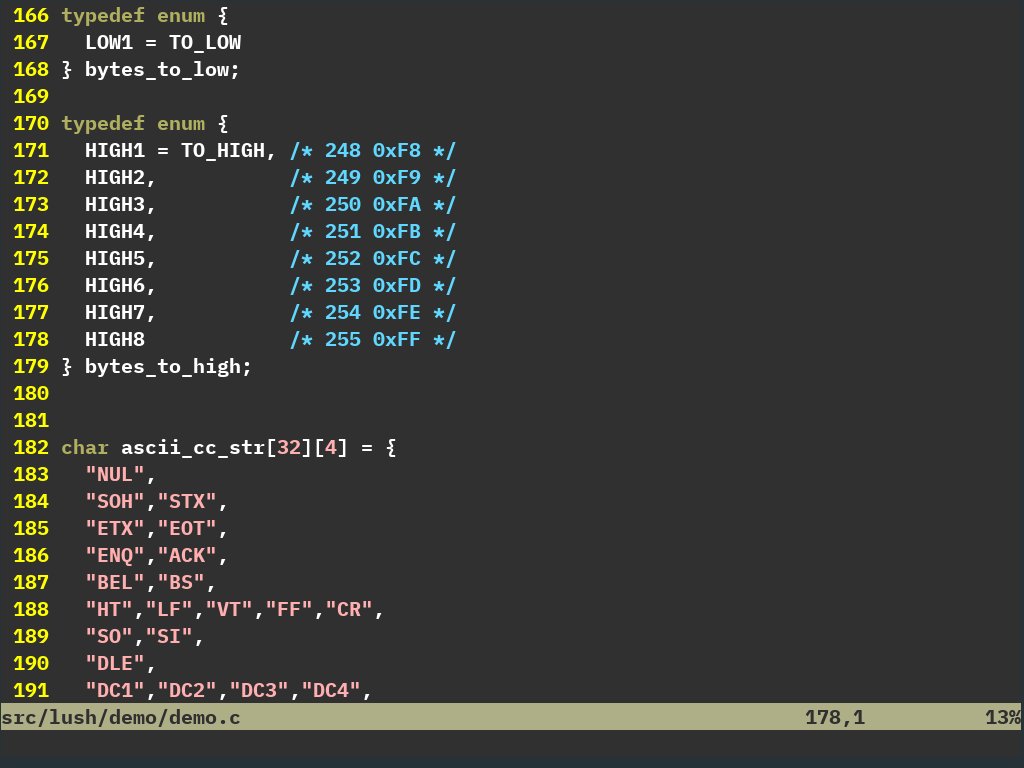 166 typedef enum {
167   LOW1 = TO_LOW
168 } bytes_to_low;
169
170 typedef enum {
171   HIGH1 = TO_HIGH, /* 248 0xF8 */
172   HIGH2,           /* 249 0xF9 */
173   HIGH3,           /* 250 0xFA */
174   HIGH4,           /* 251 0xFB */
175   HIGH5,           /* 252 0xFC */
176   HIGH6,           /* 253 0xFD */
177   HIGH7,           /* 254 0xFE */
178   HIGH8            /* 255 0xFF */
179 } bytes_to_high;
180
181
182 char ascii_cc_str[32][4] = {
183   "NUL",
184   "SOH","STX",
185   "ETX","EOT",
186   "ENQ","ACK",
187   "BEL","BS",
188   "HT","LF","VT","FF","CR",
189   "SO","SI",
190   "DLE",
191   "DC1","DC2","DC3","DC4",
src/lush/demo/demo.c 178,1 13%